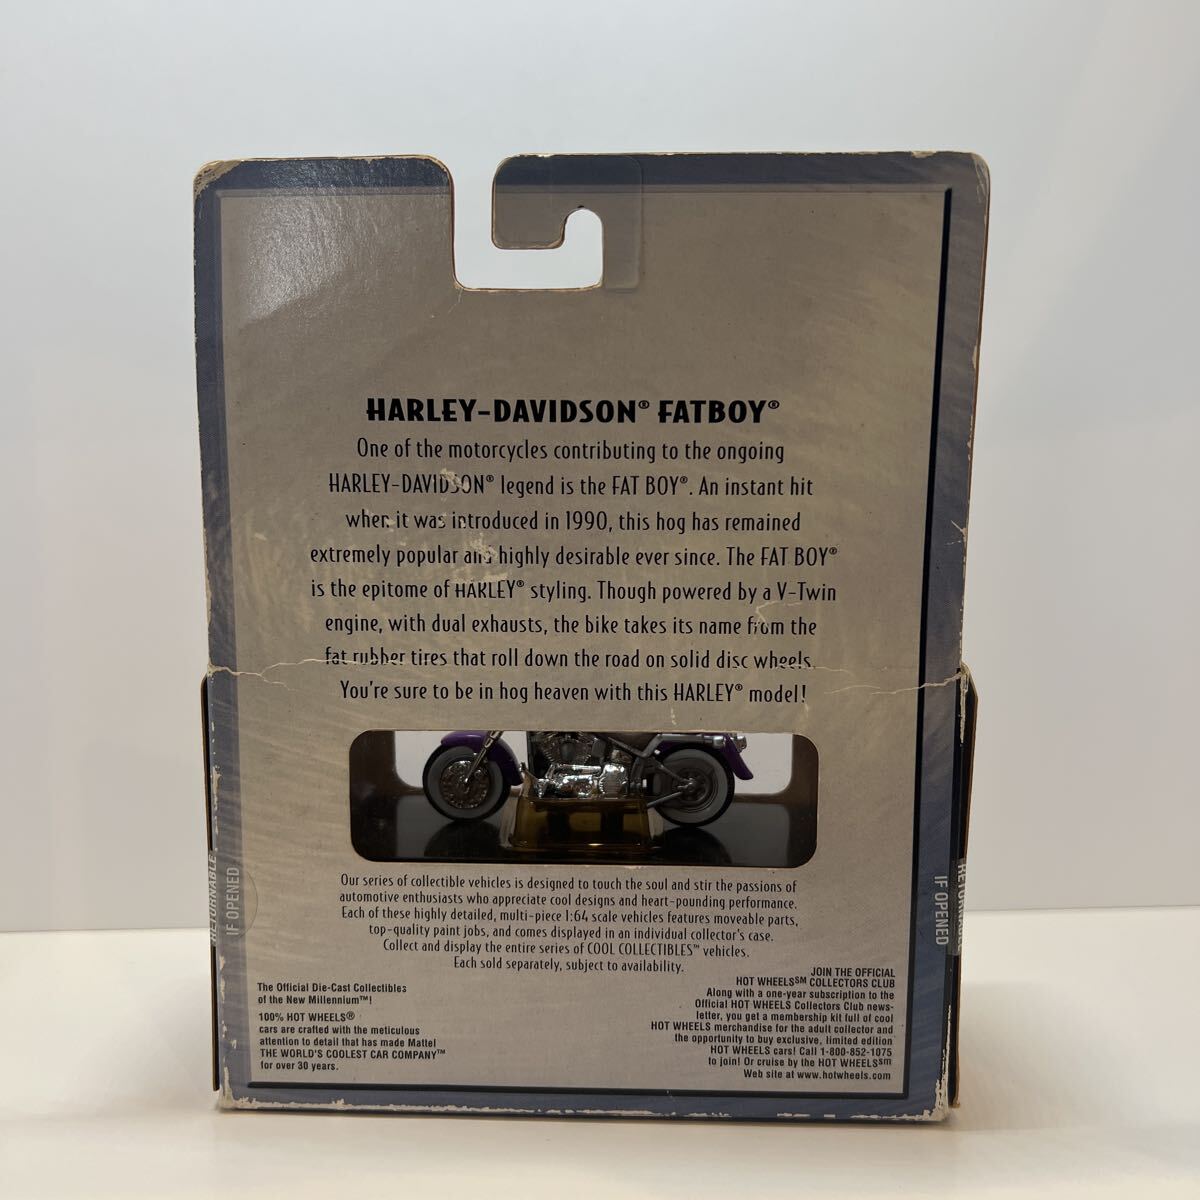 HARLEY-DAVIDSON® FATBOY®
One of the motorcycles contributing to the ongoing
HARLEY-DAVIDSON® legend is the FAT BOY®. An instant hit
when it was introduced in 1990, this hog has remained
extremely popular and highly desirable ever since. The FAT BOY®
is the epitome of HARLEY® styling. Though powered by a V-Twin
engine, with dual exhausts, the bike takes its name from the
fat rubber tires that roll down the road on solid disc wheels.
You're sure to be in hog heaven with this HARLEY® model!
Our series of collectible vehicles is designed to touch the soul and stir the passions of
automotive enthusiasts who appreciate cool designs and heart-pounding performance.
Each of these highly detailed, multi-piece 1:64 scale vehicles features moveable parts,
top-quality paint jobs, and comes displayed in an individual collector's case.
Collect and display the entire series of COOL COLLECTIBLES™ vehicles.
Each sold separately, subject to availability.
The Official Die-Cast Collectibles
of the New Millennium™!
100% HOT WHEELS®
cars are crafted with the meticulous
attention to detail that has made Mattel
THE WORLD'S COOLEST CAR COMPANY™
for over 30 years.
JOIN THE OFFICIAL
HOT WHEELS℠ COLLECTORS CLUB
Along with a one-year subscription to the
Official HOT WHEELS Collectors Club news-
letter, you get a membership kit full of cool
HOT WHEELS merchandise for the adult collector and
the opportunity to buy exclusive, limited edition
HOT WHEELS cars! Call 1-800-852-1075
to join! Or cruise by the HOT WHEELS℠
Web site at www.hotwheels.com
RETURNABLE
IF OPENED
RETURNABLE
IF OPENED